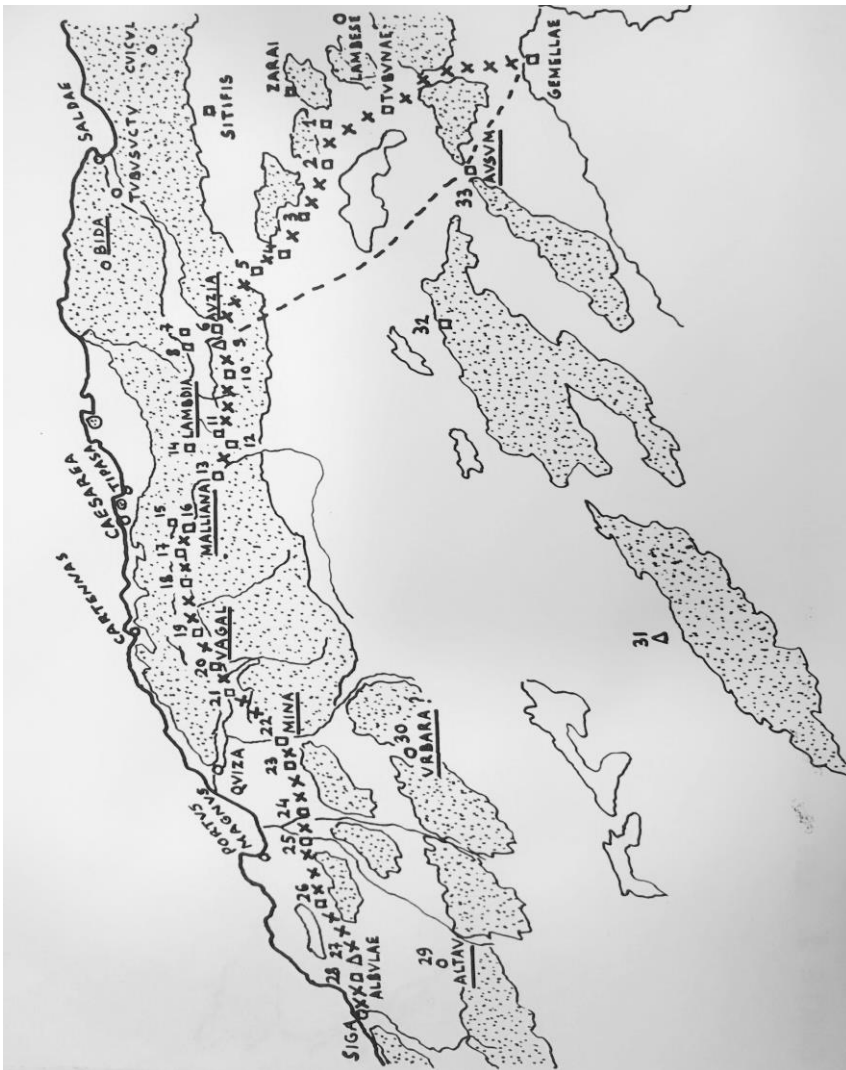 SALDAE
CARTENNAS
CAESAREA
TIPASA
BIDA
TVBVSVCTV
CVICVL
PORTVS
MAGNVS
QVIZA
SITIFIS
LAMBDIA
AVZIA
MALLIANA
VAGAL
ZARAI
MINA
SIGA
ALBVLAE
LAMBESE
TVBVNAE
VRBARA ?
ALTAV
AVSVM
GEMELLAE
1
2
3
4
5
6
7
8
9
10
11
12
13
14
15
16
17
18
19
20
21
22
23
24
25
26
27
28
29
30
31
32
33